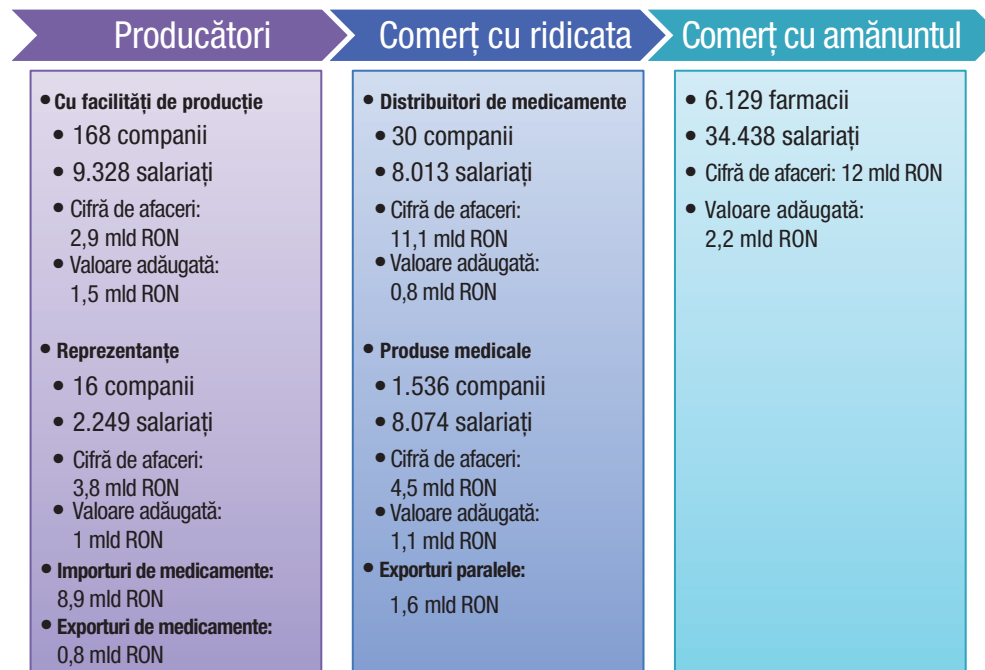 Producători
• Cu facilități de producție
• 168 companii
• 9.328 salariați
• Cifră de afaceri:
2,9 mld RON
• Valoare adăugată:
1,5 mld RON
• Reprezentanțe
• 16 companii
• 2.249 salariați
• Cifră de afaceri:
3,8 mld RON
• Valoare adăugată:
1 mld RON
• Importuri de medicamente:
8,9 mld RON
• Exporturi de medicamente:
0,8 mld RON
Comerț cu ridicata
• Distribuitori de medicamente
• 30 companii
• 8.013 salariați
• Cifră de afaceri:
11,1 mld RON
• Valoare adăugată:
0,8 mld RON
• Produse medicale
• 1.536 companii
• 8.074 salariați
• Cifră de afaceri:
4,5 mld RON
• Valoare adăugată:
1,1 mld RON
• Exporturi paralele:
1,6 mld RON
Comerț cu amănuntul
• 6.129 farmacii
• 34.438 salariați
• Cifră de afaceri: 12 mld RON
• Valoare adăugată:
2,2 mld RON